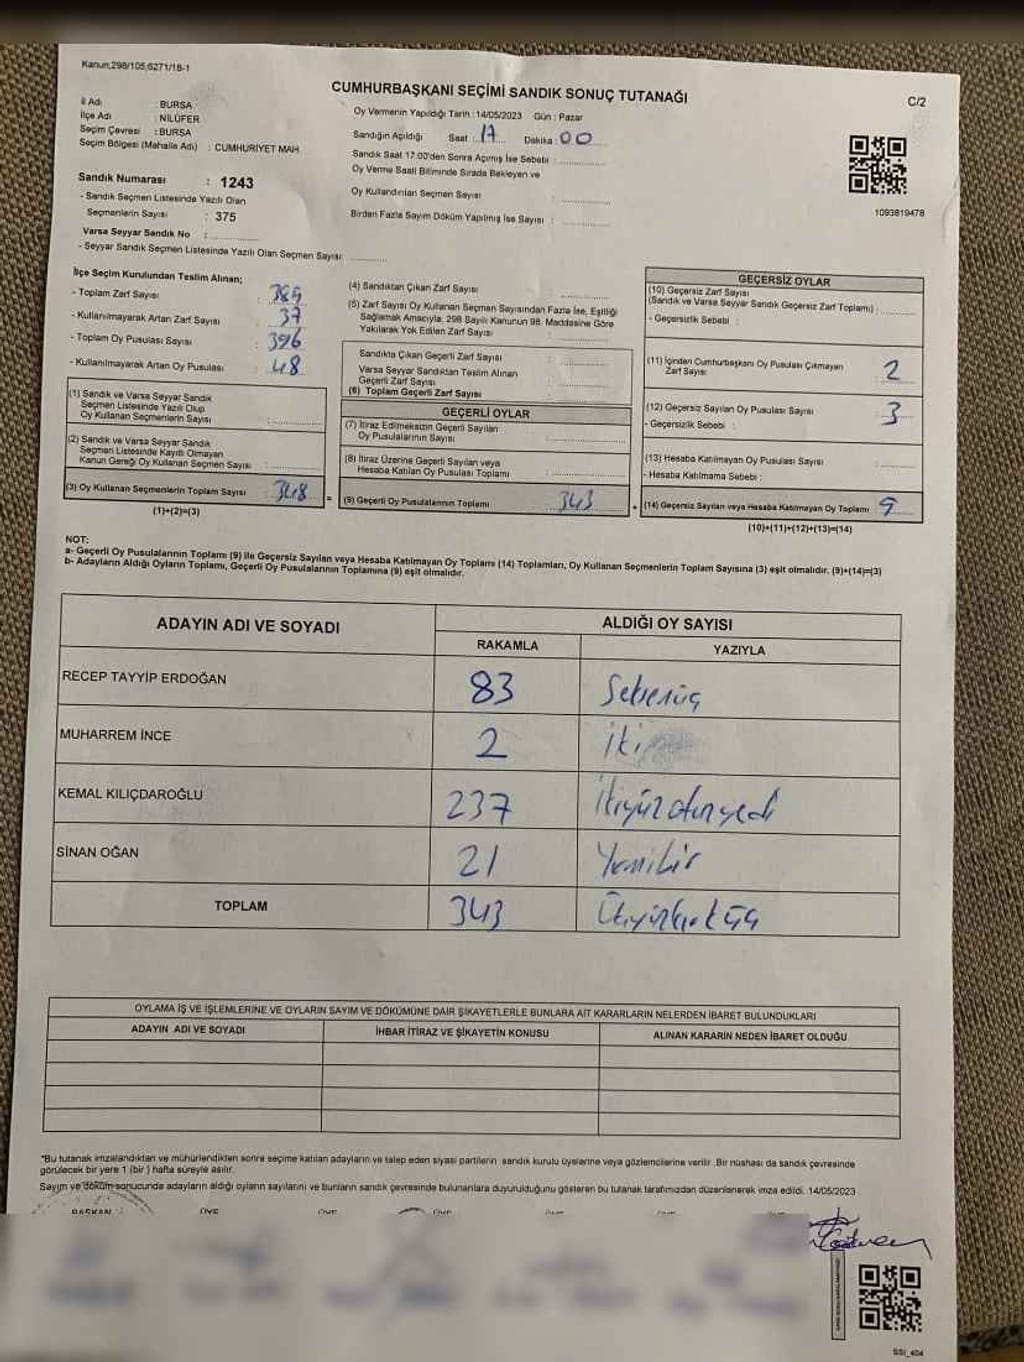 Kanun;298/105,6271/18-1
CUMHURBAŞKANI SEÇİMİ SANDIK SONUÇ TUTANAĞI
C/2
İl Adı : BURSA
İlçe Adı : NİLÜFER
Seçim Çevresi : BURSA
Seçim Bölgesi (Mahalle Adı) : CUMHURİYET MAH.
Oy Vermenin Yapıldığı Tarih : 14/05/2023 Gün : Pazar
Sandığın Açıldığı Saat : 17 Dakika : 00
Sandık Saat 17:00'den Sonra Açımış İse Sebebi :
Oy Verme Saati Bitiminde Sırada Bekleyen ve
Oy Kullandırılan Seçmen Sayısı :
Birden Fazla Sayım Döküm Yapılmış İse Sayısı :
1093819478
Sandık Numarası : 1243
- Sandık Seçmen Listesinde Yazılı Olan
Seçmenlerin Sayısı : 375
Varsa Seyyar Sandık No :
- Seyyar Sandık Seçmen Listesinde Yazılı Olan Seçmen Sayısı:
İlçe Seçim Kurulundan Teslim Alınan;
- Toplam Zarf Sayısı : 385
- Kullanılmayarak Artan Zarf Sayısı : 37
- Toplam Oy Pusulası Sayısı : 396
- Kullanılmayarak Artan Oy Pusulası : 48
(1) Sandık ve Varsa Seyyar Sandık
Seçmen Listesinde Yazılı Olup
Oy Kullanan Seçmenlerin Sayısı :
(2) Sandık ve Varsa Seyyar Sandık
Seçmen Listesinde Kayıtlı Olmayan
Kanun Gereği Oy Kullanan Seçmen Sayısı :
(3) Oy Kullanan Seçmenlerin Toplam Sayısı : 348
(1)+(2)=(3)
(4) Sandıktan Çıkan Zarf Sayısı :
(5) Zarf Sayısı Oy Kullanan Seçmen Sayısından Fazla İse, Eşitliği
Sağlamak Amacıyla, 298 Sayılı Kanunun 98. Maddesine Göre
Yakılarak Yok Edilen Zarf Sayısı :
Sandıkta Çıkan Geçerli Zarf Sayısı
Varsa Seyyar Sandıktan Teslim Alınan
Geçerli Zarf Sayısı :
(6) Toplam Geçerli Zarf Sayısı
GEÇERLİ OYLAR
(7) İtiraz Edilmeksizin Geçerli Sayılan
Oy Pusulalarının Sayısı :
(8) İtiraz Üzerine Geçerli Sayılan veya
Hesaba Katılan Oy Pusulası Toplamı :
(9) Geçerli Oy Pusulalarının Toplamı : 343
GEÇERSİZ OYLAR
(10) Geçersiz Zarf Sayısı
(Sandık ve Varsa Seyyar Sandık Geçersiz Zarf Toplamı) :
- Geçersizlik Sebebi :
(11) İçinden Cumhurbaşkanı Oy Pusulası Çıkmayan
Zarf Sayısı : 2
(12) Geçersiz Sayılan Oy Pusulası Sayısı : 3
- Geçersizlik Sebebi :
(13) Hesaba Katılmayan Oy Pusulası Sayısı :
- Hesaba Katılmama Sebebi :
(14) Geçersiz Sayılan veya Hesaba Katılmayan Oy Toplamı
(10)+(11)+(12)+(13)=(14)
NOT:
a- Geçerli Oy Pusulalarının Toplamı (9) ile Geçersiz Sayılan veya Hesaba Katılmayan Oy Toplamı (14) Toplamları, Oy Kullanan Seçmenlerin Toplam Sayısına (3) eşit olmalıdır. (9)+(14)=(3)
b- Adayların Aldığı Oyların Toplamı, Geçerli Oy Pusulalarının Toplamına (9) eşit olmalıdır.
ADAYIN ADI VE SOYADI
ALDIĞI OY SAYISI
RAKAMLA YAZIYLA
RECEP TAYYİP ERDOĞAN 83 Seksenüç
MUHARREM İNCE 2 İki
KEMAL KILIÇDAROĞLU 237 İkiyüzotuzyedi
SİNAN OĞAN 21 Yirmibir
TOPLAM 343 Üçyüzkırküç
OYLAMA İŞ VE İŞLEMLERİNE VE OYLARIN SAYIM VE DÖKÜMÜNE DAİR ŞİKAYETLERLE BUNLARA AİT KARARLARIN NELERDEN İBARET BULUNDUKLARI
ADAYIN ADI VE SOYADI İHBAR İTİRAZ VE ŞİKAYETİN KONUSU ALINAN KARARIN NEDEN İBARET OLDUĞU
*Bu tutanak imzalandıktan ve mühürlendikten sonra seçime katılan adayların ve talep eden siyasi partilerin sandık kurulu üyelerine veya gözlemcilerine verilir .Bir nüshası da sandık çevresinde
görülecek bir yere 1 (bir ) hafta süreyle asılır.
Sayım ve döküm sonucunda adayların aldığı oyların sayılarını ve bunların sandık çevresinde bulunanlara duyurulduğunu gösteren bu tutanak tarafımızdan düzenlenerek imza edildi. 14/05/2023
BAŞKAN ÜYE ÜYE ÜYE ÜYE ÜYE
SSI_404